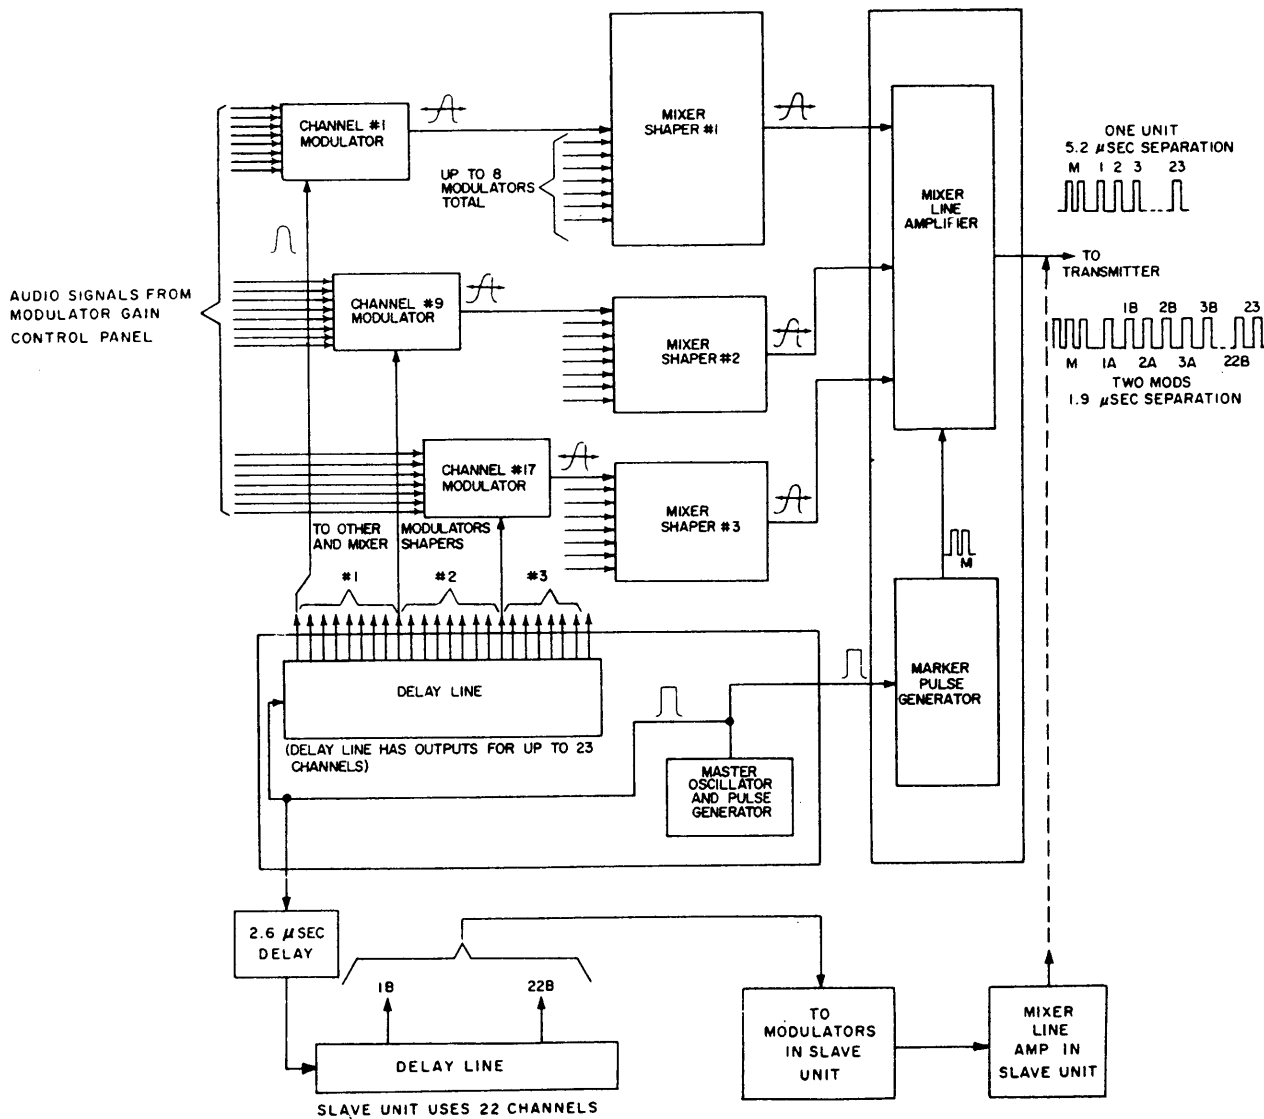 CHANNEL #1
MODULATOR
MIXER
SHAPER #1
UP TO 8
MODULATORS
TOTAL
MIXER
LINE
AMPLIFIER
ONE UNIT
5.2 µSEC SEPARATION
M 1 2 3 23
TO
TRANSMITTER
AUDIO SIGNALS FROM
MODULATOR GAIN
CONTROL PANEL
CHANNEL #9
MODULATOR
MIXER
SHAPER #2
1B 2B 3B 23
M 1A 2A 3A 22B
TWO MODS
1.9 µSEC SEPARATION
CHANNEL #17
MODULATOR
MIXER
SHAPER #3
TO OTHER MODULATORS
AND MIXER SHAPERS
#1 #2 #3
M
DELAY LINE
(DELAY LINE HAS OUTPUTS FOR UP TO 23
CHANNELS)
MASTER
OSCILLATOR
AND PULSE
GENERATOR
MARKER
PULSE
GENERATOR
2.6 µSEC
DELAY
1B 22B
DELAY LINE
SLAVE UNIT USES 22 CHANNELS
TO
MODULATORS
IN SLAVE
UNIT
MIXER
LINE
AMP IN
SLAVE UNIT